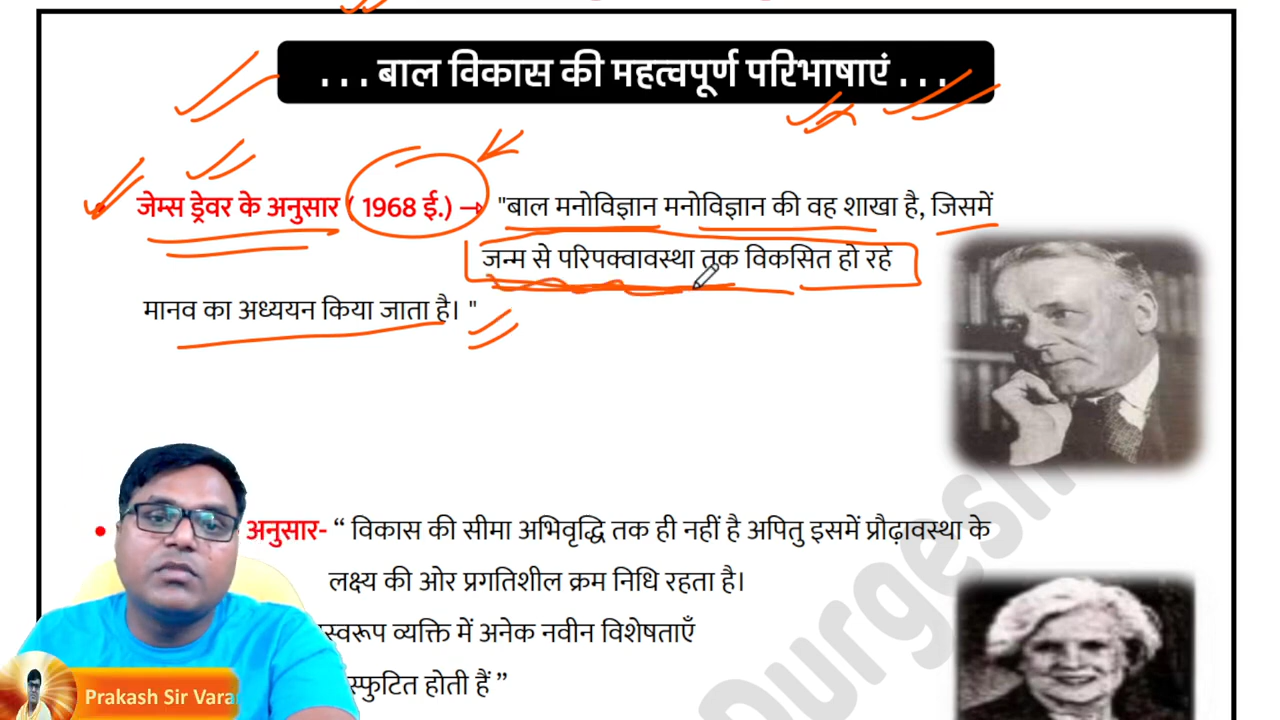 . . . बाल विकास की महत्वपूर्ण परिभाषाएं . . .
• जेम्स ड्रेवर के अनुसार ( 1968 ई.) → "बाल मनोविज्ञान मनोविज्ञान की वह शाखा है, जिसमें
जन्म से परिपक्वावस्था तक विकसित हो रहे
मानव का अध्ययन किया जाता है। "
• अनुसार- “ विकास की सीमा अभिवृद्धि तक ही नहीं है अपितु इसमें प्रौढ़ावस्था के
लक्ष्य की ओर प्रगतिशील क्रम निधि रहता है।
स्वरूप व्यक्ति में अनेक नवीन विशेषताएँ
स्फुटित होती हैं ”
Durgesh
Prakash Sir Vara